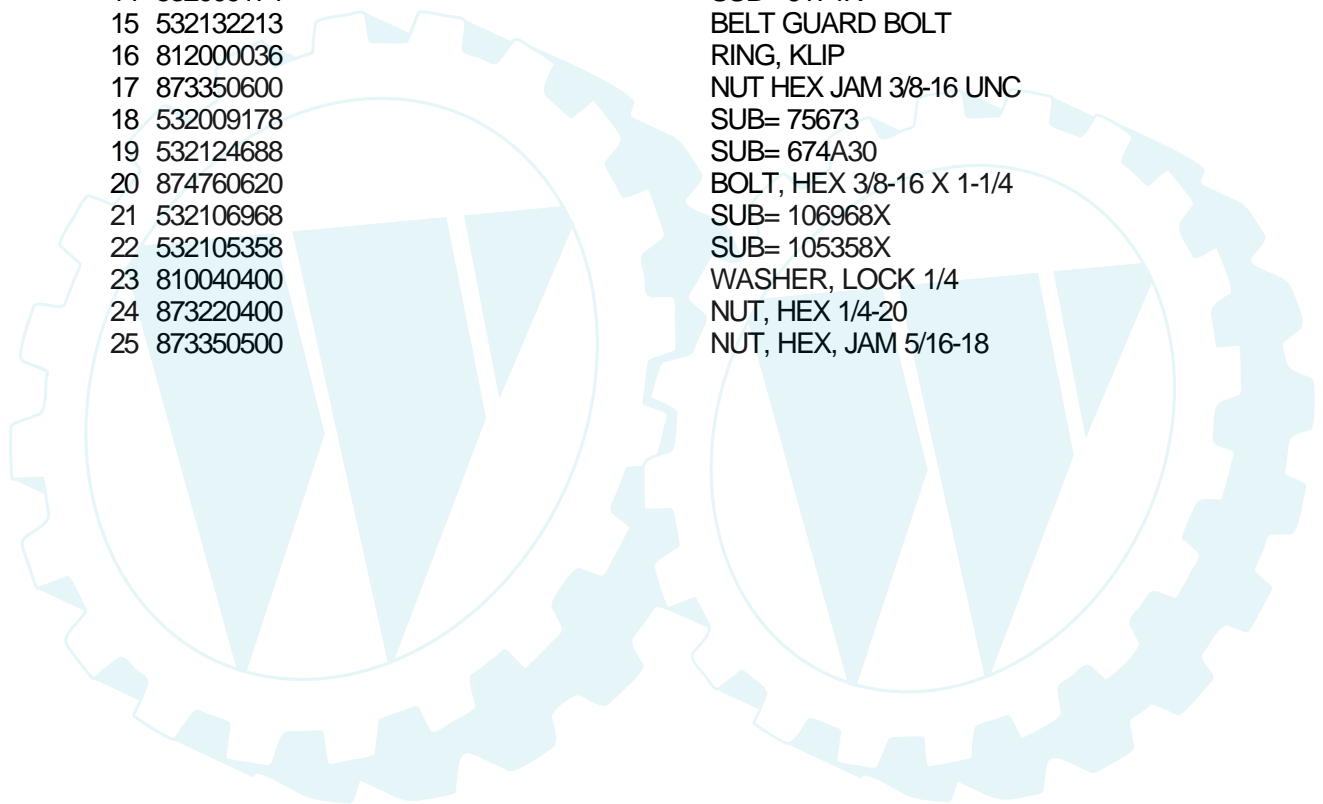 15 532132213 BELT GUARD BOLT
16 812000036 RING, KLIP
17 873350600 NUT HEX JAM 3/8-16 UNC
18 532009178 SUB= 75673
19 532124688 SUB= 674A30
20 874760620 BOLT, HEX 3/8-16 X 1-1/4
21 532106968 SUB= 106968X
22 532105358 SUB= 105358X
23 810040400 WASHER, LOCK 1/4
24 873220400 NUT, HEX 1/4-20
25 873350500 NUT, HEX, JAM 5/16-18